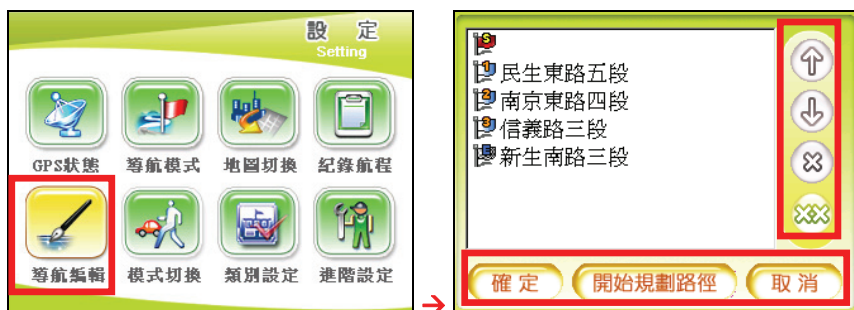 設 定
Setting
GPS狀態 導航模式 地圖切換 紀錄航程
導航編輯 模式切換 類別設定 進階設定
→
S
1 民生東路五段
2 南京東路四段
3 信義路三段
新生南路三段
確定 開始規劃路徑 取消